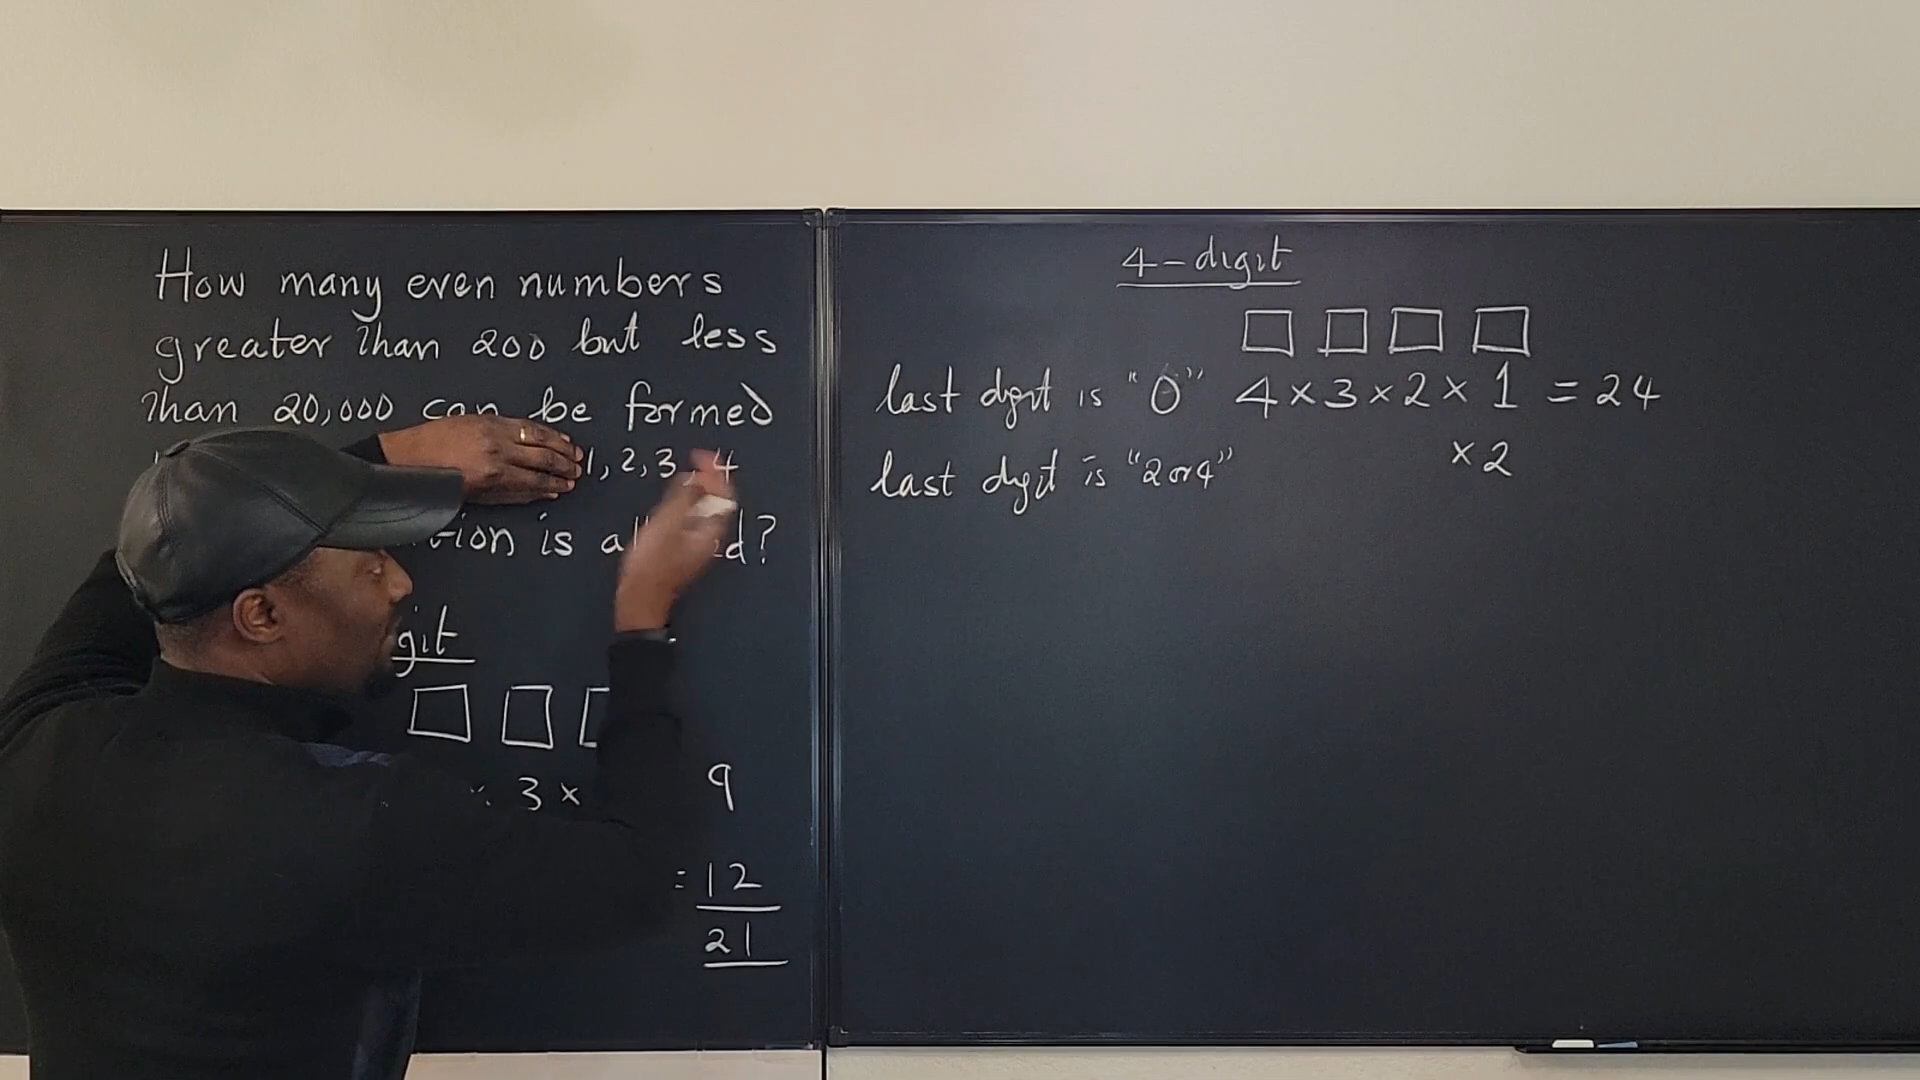 How many even numbers
greater than 200 but less
than 20,000 can be formed
1, 2, 3, 4
is
git
3 ×
9
= 12
21
4-digit
last digit is "0" 4 × 3 × 2 × 1 = 24
× 2
last digit is "2 or 4"